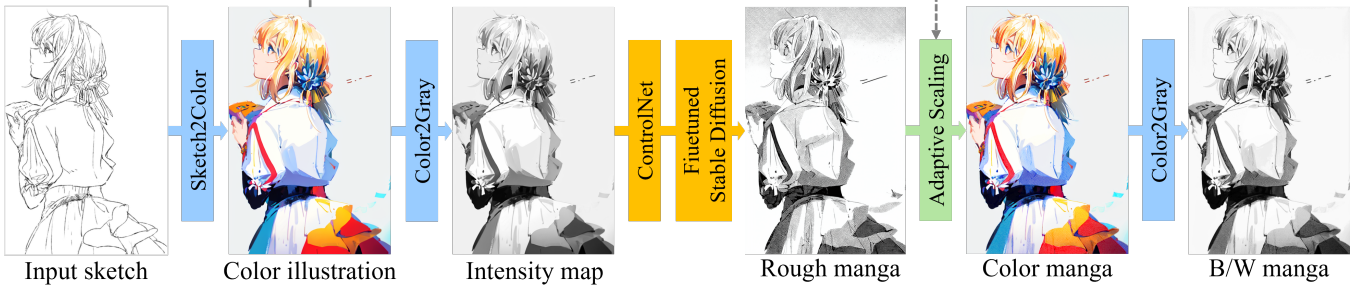 Sketch2Color
Color2Gray
ControlNet
Fiuetuned
Stable Diffusion
Adaptive Scaling
Color2Gray
Input sketch
Color illustration
Intensity map
Rough manga
Color manga
B/W manga